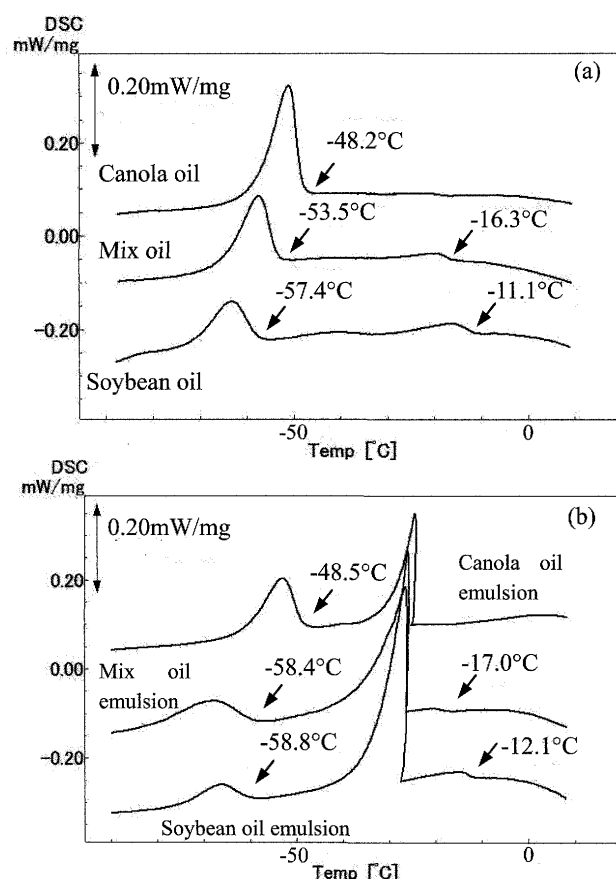 DSC
mW/mg
(a)
0.20mW/mg
0.20
-48.2°C
Canola oil
-53.5°C
-16.3°C
0.00
Mix oil
-57.4°C
-11.1°C
-0.20
Soybean oil
-50
0
Temp [°C]
DSC
mW/mg
(b)
0.20mW/mg
0.20
-48.5°C
Canola oil
emulsion
0.00
Mix oil
emulsion
-58.4°C
-17.0°C
-58.8°C
-12.1°C
-0.20
Soybean oil emulsion
-50
0
Temp [°C]